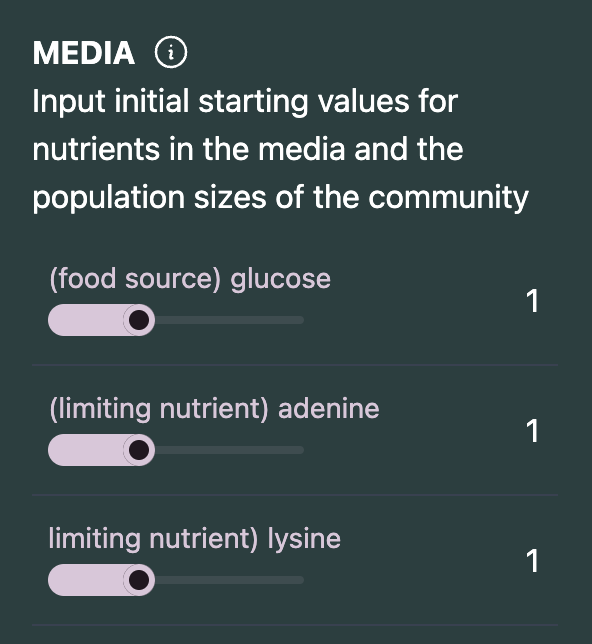 MEDIA i
Input initial starting values for
nutrients in the media and the
population sizes of the community
(food source) glucose
1
(limiting nutrient) adenine
1
limiting nutrient) lysine
1